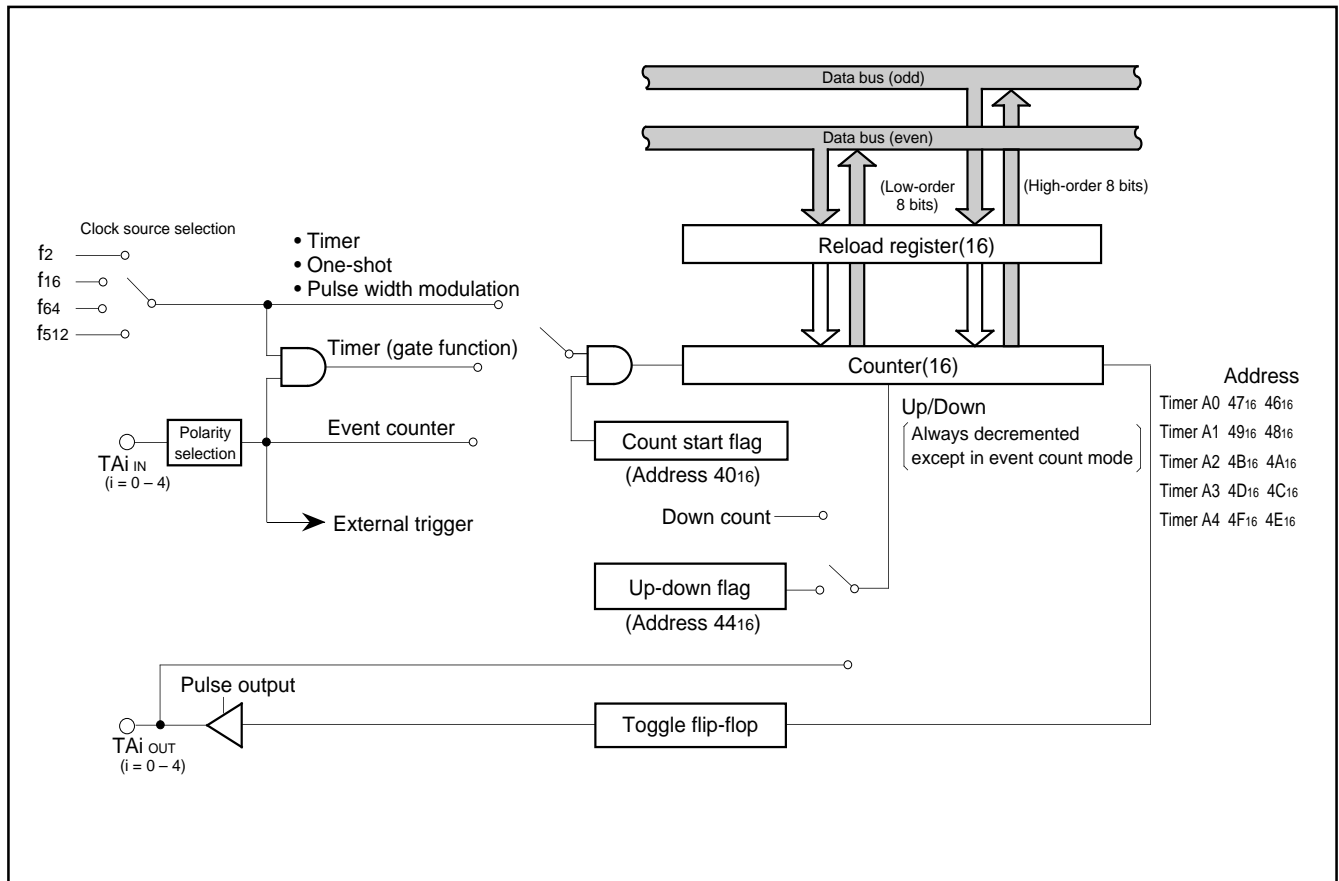 Data bus (odd)
Data bus (even)
(Low-order
8 bits)
(High-order 8 bits)
Reload register(16)
Clock source selection
f2
f16
f64
f512
• Timer
• One-shot
• Pulse width modulation
Timer (gate function)
Counter(16)
Polarity
selection
Event counter
TAi IN
(i = 0 – 4)
External trigger
Count start flag
(Address 4016)
Up/Down
Always decremented
except in event count mode
Address
Timer A0 4716 4616
Timer A1 4916 4816
Timer A2 4B16 4A16
Timer A3 4D16 4C16
Timer A4 4F16 4E16
Down count
Up-down flag
(Address 4416)
Pulse output
Toggle flip-flop
TAi OUT
(i = 0 – 4)